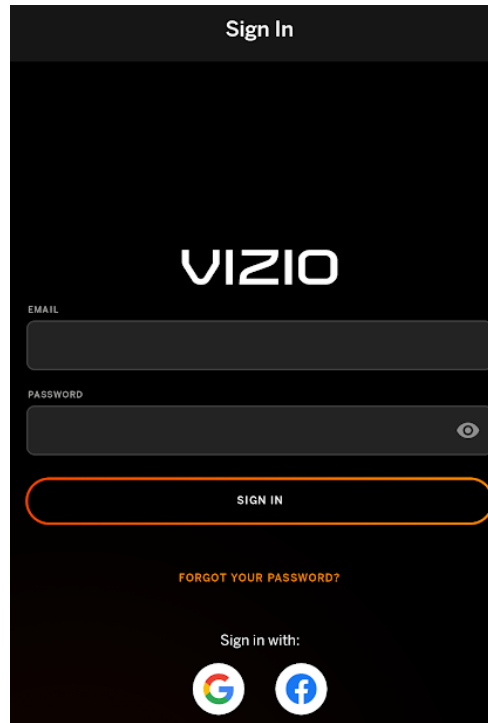 Sign In
VIZIO
EMAIL
PASSWORD
SIGN IN
FORGOT YOUR PASSWORD?
Sign in with: